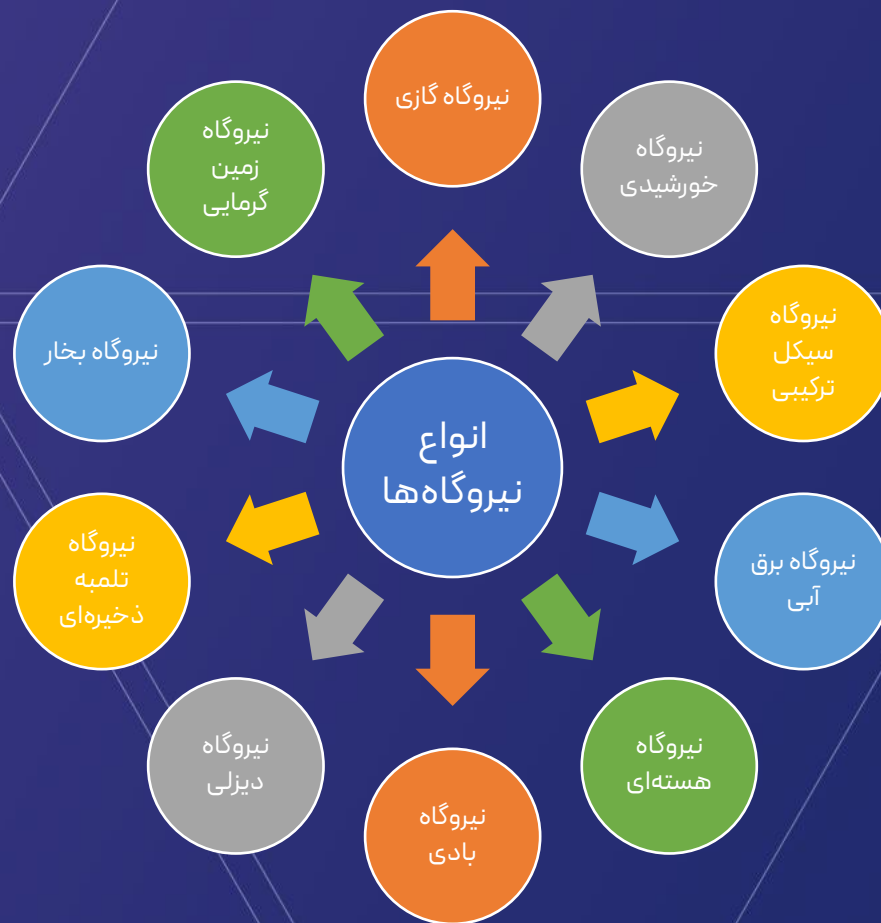 انواع
نیروگاه‌ها
نیروگاه گازی
نیروگاه
خورشیدی
نیروگاه
سیکل
ترکیبی
نیروگاه برق
آبی
نیروگاه
هسته‌ای
نیروگاه
بادی
نیروگاه
دیزلی
نیروگاه
تلمبه
ذخیره‌ای
نیروگاه بخار
نیروگاه
زمین
گرمایی